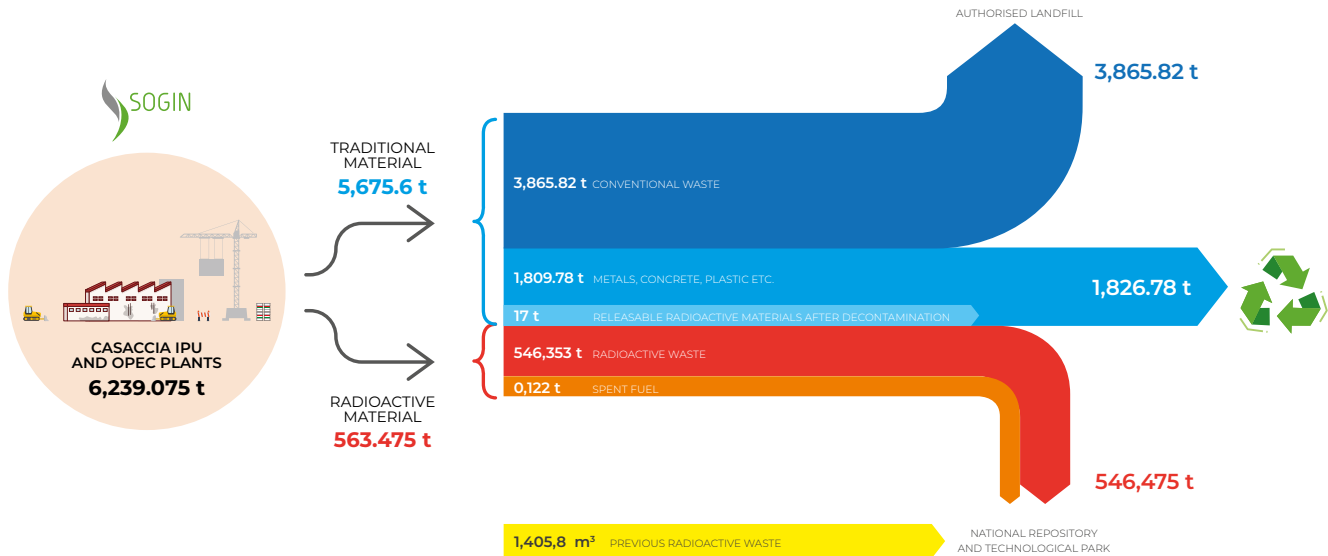 SOGIN
CASACCIA IPU
AND OPEC PLANTS
6,239.075 t
TRADITIONAL
MATERIAL
5,675.6 t
RADIOACTIVE
MATERIAL
563.475 t
AUTHORISED LANDFILL
3,865.82 t
3,865.82 t CONVENTIONAL WASTE
1,809.78 t METALS, CONCRETE, PLASTIC ETC.
1,826.78 t
17 t RELEASABLE RADIOACTIVE MATERIALS AFTER DECONTAMINATION
546,353 t RADIOACTIVE WASTE
0,122 t SPENT FUEL
546,475 t
1,405,8 m³ PREVIOUS RADIOACTIVE WASTE
NATIONAL REPOSITORY
AND TECHNOLOGICAL PARK